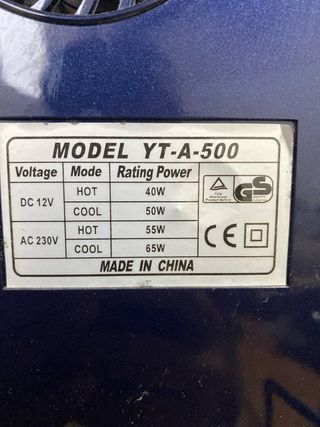 MODEL YT-A-500
Voltage Mode Rating Power
DC 12V HOT 40W
COOL 50W
AC 230V HOT 55W
COOL 65W
GS
CE
MADE IN CHINA